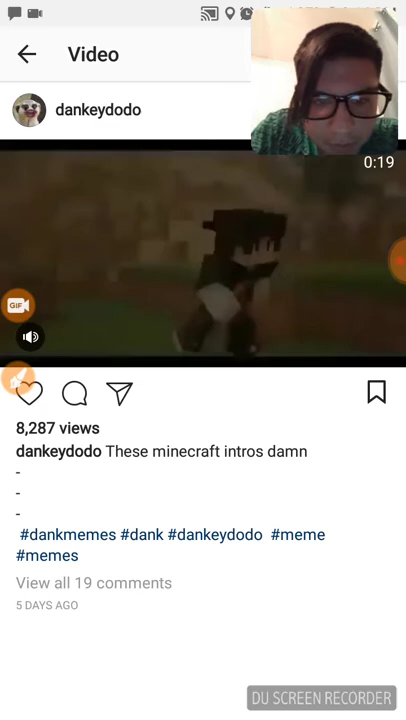 Video
dankeydodo
0:19
GIF
8,287 views
dankeydodo These minecraft intros damn
-
-
-
#dankmemes #dank #dankeydodo #meme
#memes
View all 19 comments
5 DAYS AGO
DU SCREEN RECORDER